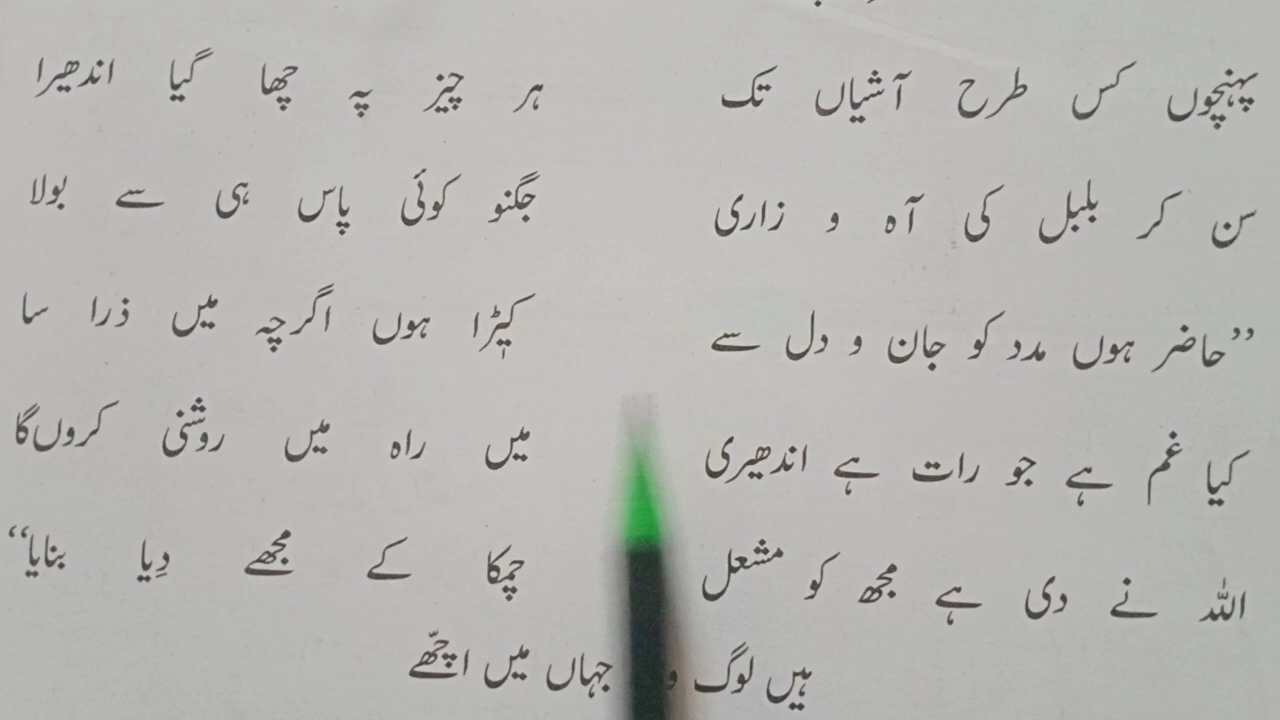 پہنچوں کس طرح آشیاں تک ہر چیز پہ چھا گیا اندھیرا
سن کر بلبل کی آہ و زاری جگنو کوئی پاس ہی سے بولا
”حاضر ہوں مدد کو جان و دل سے کیڑا ہوں اگرچہ میں ذرا سا
کیا غم ہے جو رات ہے اندھیری میں راہ میں روشنی کروں گا
اللہ نے دی ہے مجھ کو مشعل چمکا کے مجھے دِیا بنایا“
ہیں لوگ جہاں میں اچھّے